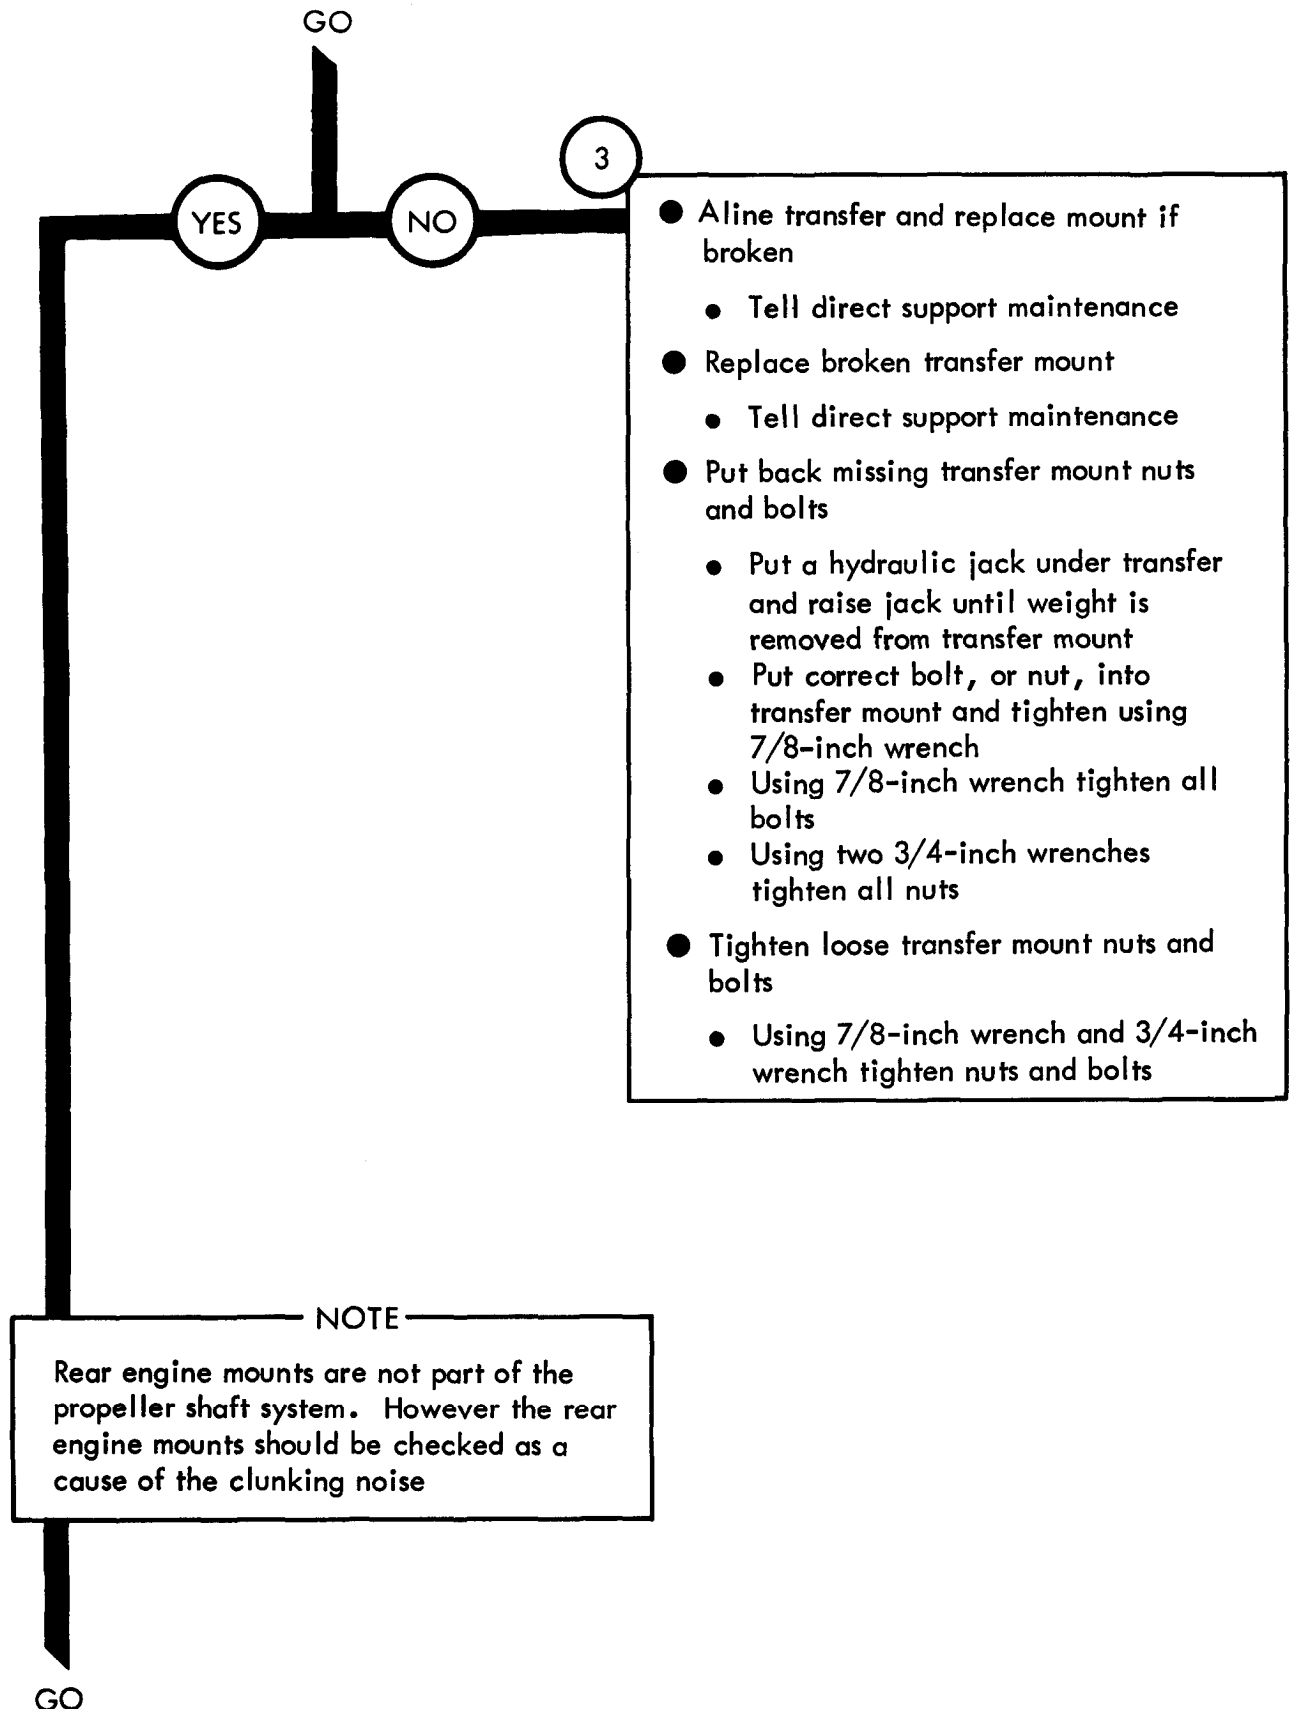 GO
YES
NO
3
● Aline transfer and replace mount if
broken
● Tell direct support maintenance
● Replace broken transfer mount
● Tell direct support maintenance
● Put back missing transfer mount nuts
and bolts
● Put a hydraulic jack under transfer
and raise jack until weight is
removed from transfer mount
● Put correct bolt, or nut, into
transfer mount and tighten using
7/8-inch wrench
● Using 7/8-inch wrench tighten all
bolts
● Using two 3/4-inch wrenches
tighten all nuts
● Tighten loose transfer mount nuts and
bolts
● Using 7/8-inch wrench and 3/4-inch
wrench tighten nuts and bolts
NOTE
Rear engine mounts are not part of the
propeller shaft system. However the rear
engine mounts should be checked as a
cause of the clunking noise
GO